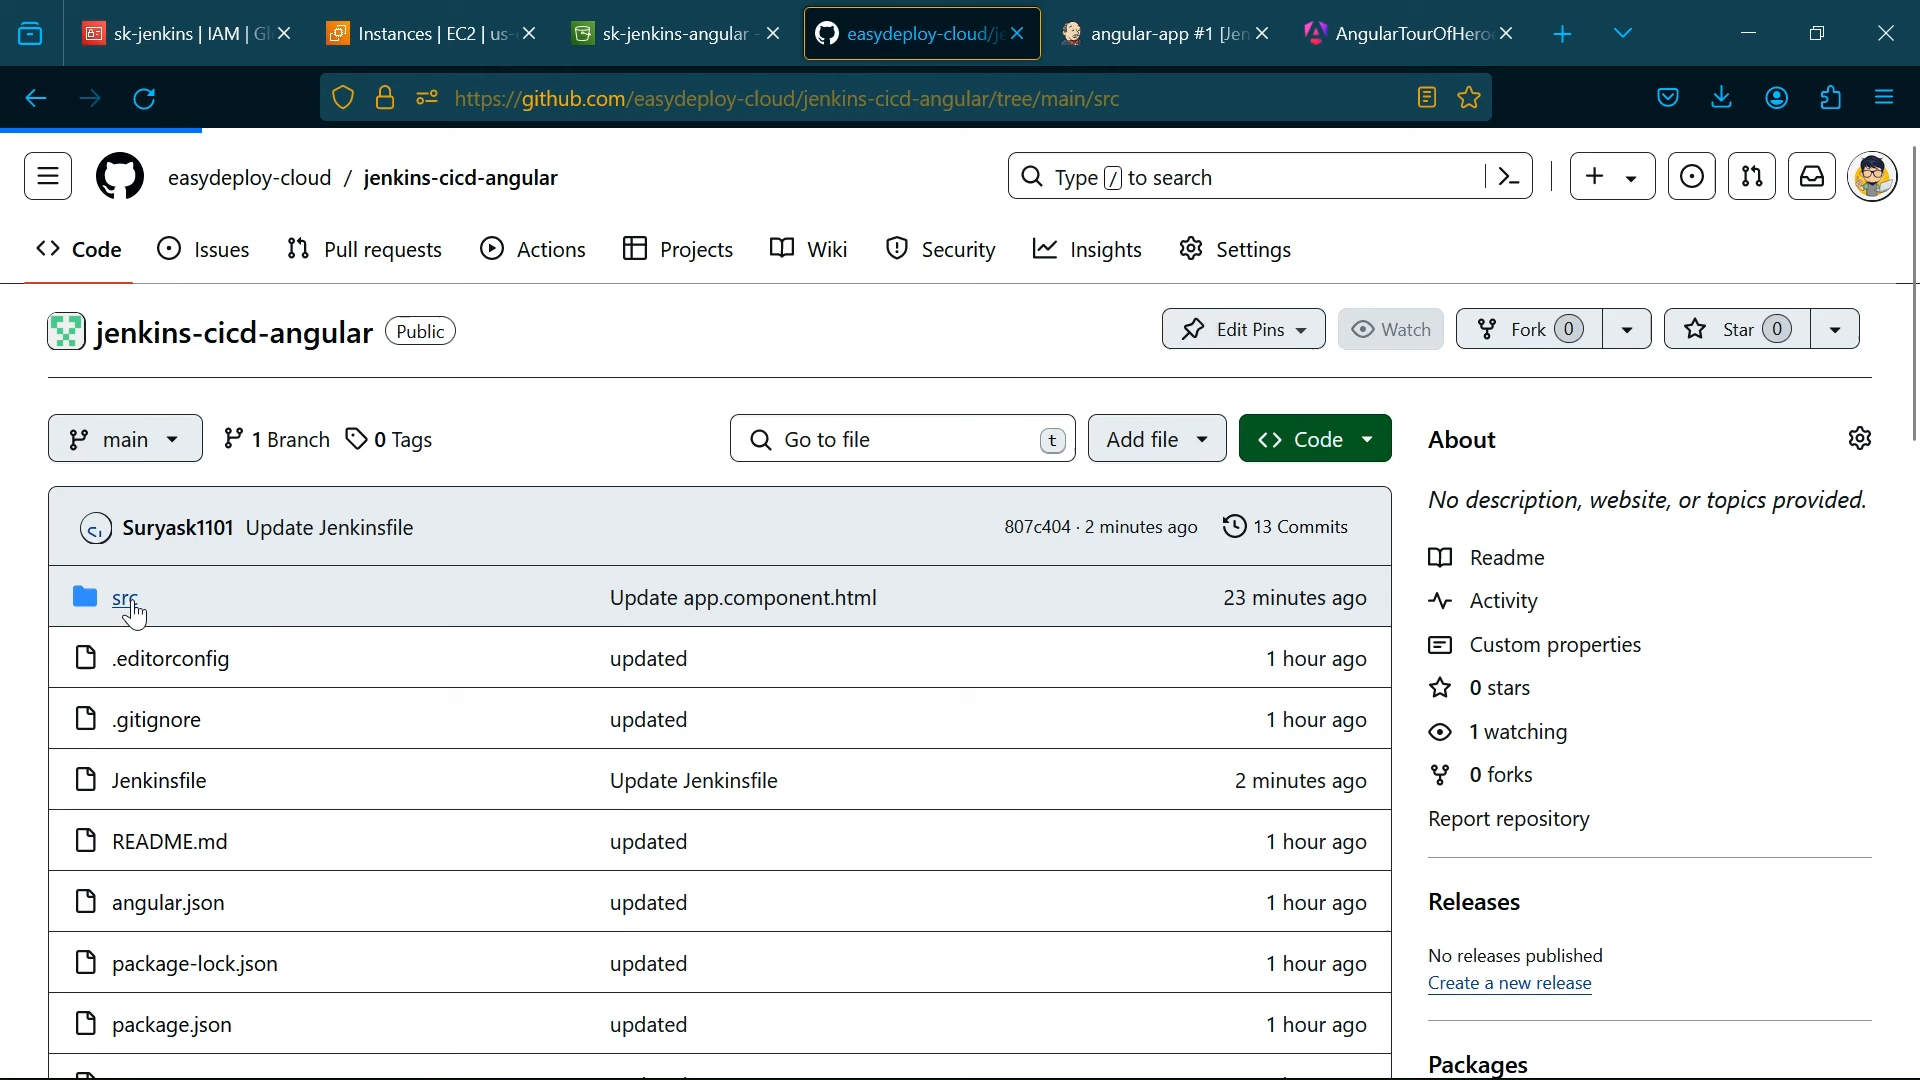 sk-jenkins | IAM | Gl
Instances | EC2 | us-
sk-jenkins-angular -
easydeploy-cloud/je
angular-app #1 [Jen
AngularTourOfHeroe
https://github.com/easydeploy-cloud/jenkins-cicd-angular/tree/main/src
easydeploy-cloud / jenkins-cicd-angular
Type / to search
Code Issues Pull requests Actions Projects Wiki Security Insights Settings
jenkins-cicd-angular Public
Edit Pins Watch Fork 0 Star 0
main 1 Branch 0 Tags Go to file t Add file Code
About
No description, website, or topics provided.
Suryask1101 Update Jenkinsfile 807c404 · 2 minutes ago 13 Commits
src Update app.component.html 23 minutes ago
.editorconfig updated 1 hour ago
.gitignore updated 1 hour ago
Jenkinsfile Update Jenkinsfile 2 minutes ago
README.md updated 1 hour ago
angular.json updated 1 hour ago
package-lock.json updated 1 hour ago
package.json updated 1 hour ago
Readme
Activity
Custom properties
0 stars
1 watching
0 forks
Report repository
Releases
No releases published
Create a new release
Packages